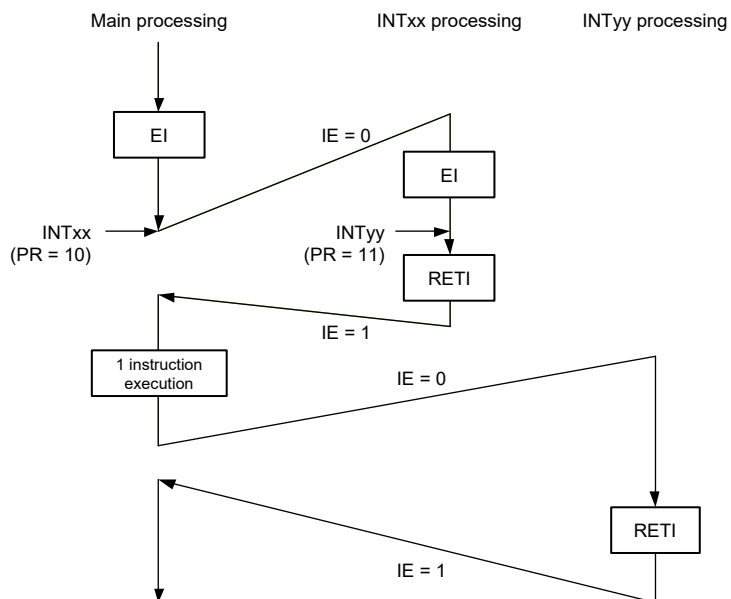 Main processing
INTxx processing
INTyy processing
EI
IE = 0
EI
INTxx
(PR = 10)
INTyy
(PR = 11)
RETI
IE = 1
1 instruction
execution
IE = 0
RETI
IE = 1